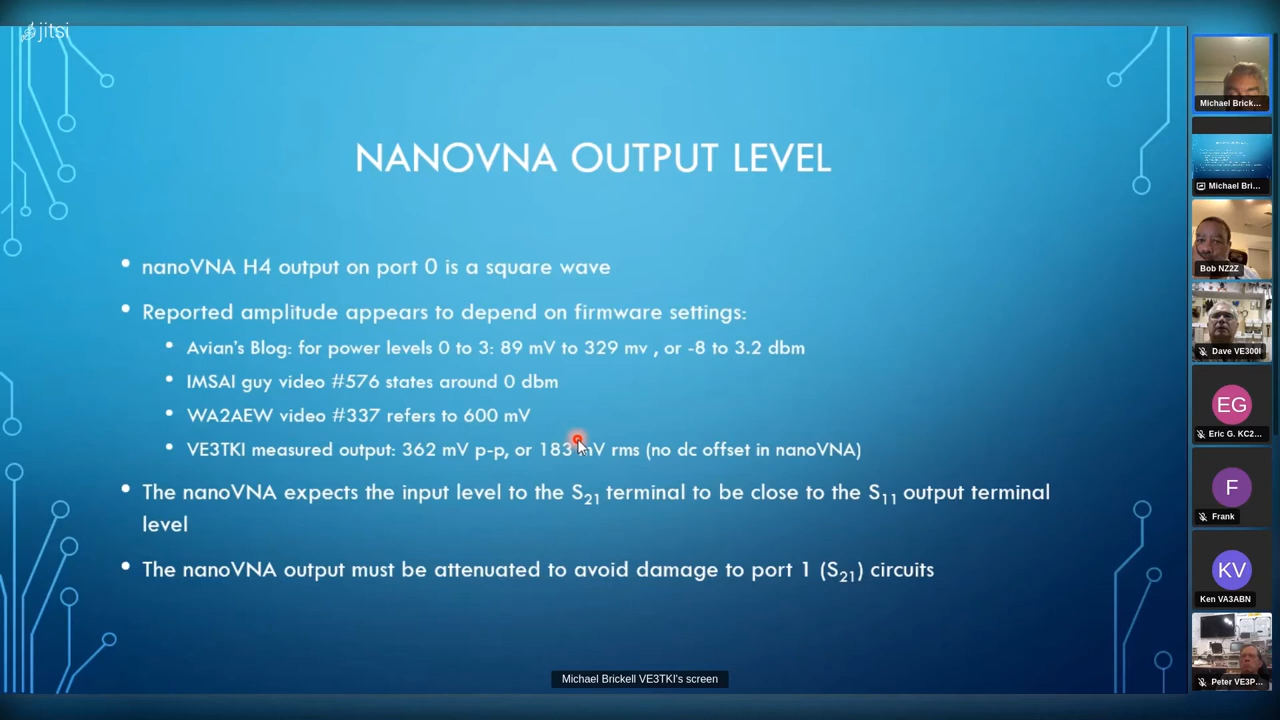 jitsi
NANOVNA OUTPUT LEVEL
• nanoVNA H4 output on port 0 is a square wave
• Reported amplitude appears to depend on firmware settings:
• Avian's Blog: for power levels 0 to 3: 89 mV to 329 mv , or -8 to 3.2 dbm
• IMSAI guy video #576 states around 0 dbm
• WA2AEW video #337 refers to 600 mV
• VE3TKI measured output: 362 mV p-p, or 183 mV rms (no dc offset in nanoVNA)
• The nanoVNA expects the input level to the S21 terminal to be close to the S11 output terminal
level
• The nanoVNA output must be attenuated to avoid damage to port 1 (S21) circuits
Michael Brickell VE3TKI's screen
Michael Brick...
Michael Bri...
Bob NZ2Z
Dave VE3OOI
EG
Eric G. KC2...
F
Frank
KV
Ken VA3ABN
Peter VE3P...